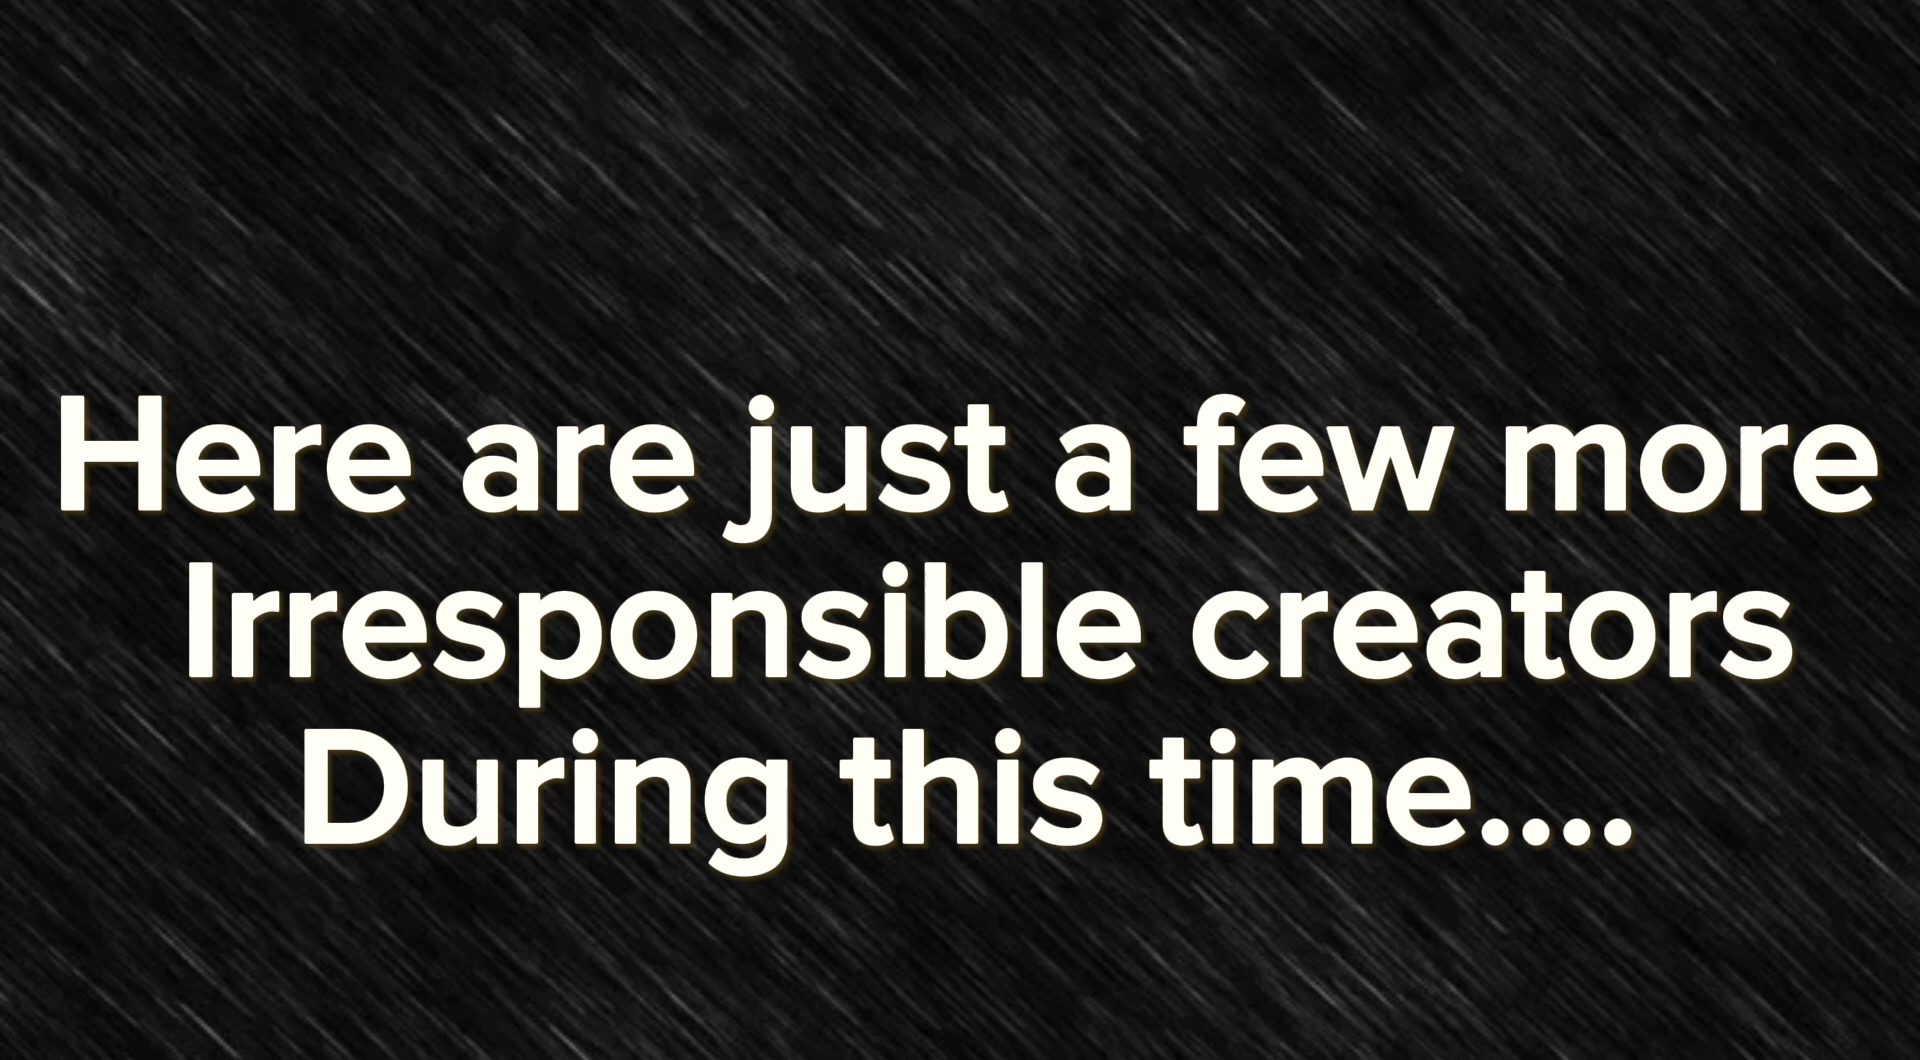 Here are just a few more
Irresponsible creators
During this time....